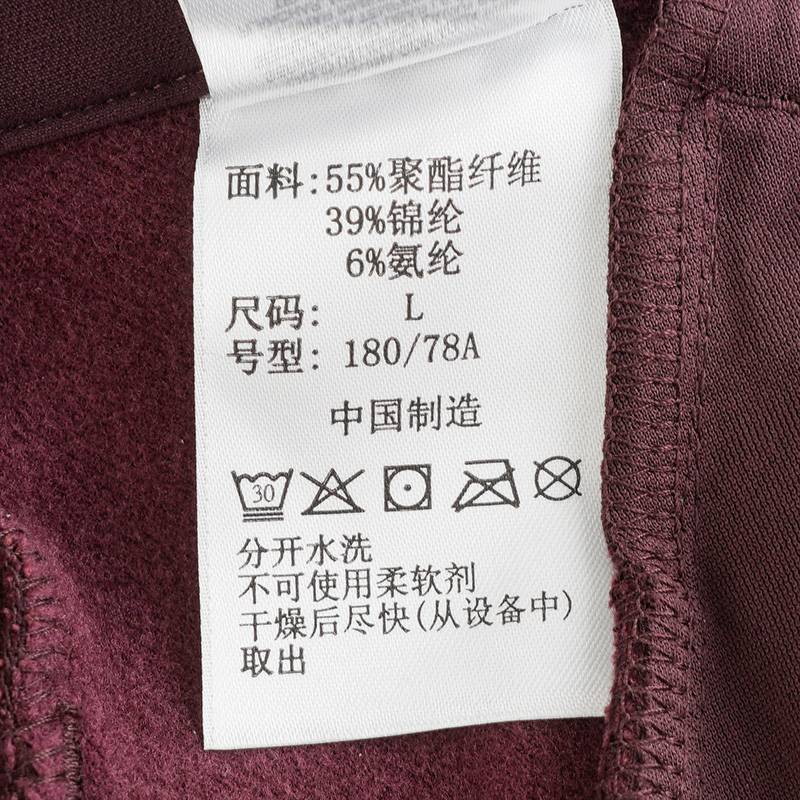 面料:55%聚酯纤维
39%锦纶
6%氨纶
尺码: L
号型: 180/78A
中国制造
30
分开水洗
不可使用柔软剂
干燥后尽快(从设备中)
取出